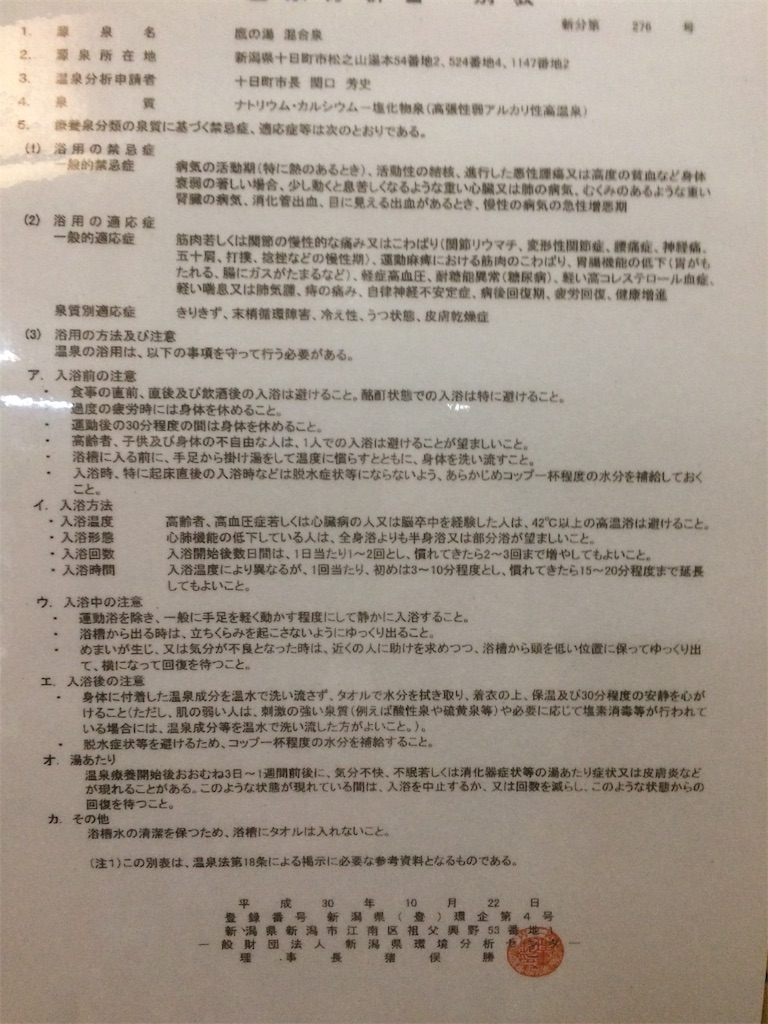 新分第 276 号
1. 源泉名 鷹の湯 混合泉
2. 源泉所在地 新潟県十日町市松之山湯本54番地2、524番地4、1147番地2
3. 温泉分析申請者 十日町市長 関口 芳史
4. 泉質 ナトリウム・カルシウムー塩化物泉(高張性弱アルカリ性高温泉)
5. 療養泉分類の泉質に基づく禁忌症、適応症等は次のとおりである。
(1) 浴用の禁忌症
一般的禁忌症 病気の活動期(特に熱のあるとき)、活動性の結核、進行した悪性腫瘍又は高度の貧血など身体
衰弱の著しい場合、少し動くと息苦しくなるような重い心臓又は肺の病気、むくみのあるような重い
腎臓の病気、消化管出血、目に見える出血があるとき、慢性の病気の急性増悪期
(2) 浴用の適応症
一般的適応症 筋肉若しくは関節の慢性的な痛み又はこわばり(関節リウマチ、変形性関節症、腰痛症、神経痛、
五十肩、打撲、捻挫などの慢性期)、運動麻痺における筋肉のこわばり、胃腸機能の低下(胃がも
たれる、腸にガスがたまるなど)、軽症高血圧、耐糖能異常(糖尿病)、軽い高コレステロール血症、
軽い喘息又は肺気腫、痔の痛み、自律神経不安定症、病後回復期、疲労回復、健康増進
泉質別適応症 きりきず、末梢循環障害、冷え性、うつ状態、皮膚乾燥症
(3) 浴用の方法及び注意
温泉の浴用は、以下の事項を守って行う必要がある。
ア. 入浴前の注意
・ 食事の直前、直後及び飲酒後の入浴は避けること。酩酊状態での入浴は特に避けること。
過度の疲労時には身体を休めること。
・ 運動後の30分程度の間は身体を休めること。
・ 高齢者、子供及び身体の不自由な人は、1人での入浴は避けることが望ましいこと。
・ 浴槽に入る前に、手足から掛け湯をして温度に慣らすとともに、身体を洗い流すこと。
・ 入浴時、特に起床直後の入浴時などは脱水症状等にならないよう、あらかじめコップ一杯程度の水分を補給しておく
こと。
イ. 入浴方法
・入浴温度 高齢者、高血圧症若しくは心臓病の人又は脳卒中を経験した人は、42℃以上の高温浴は避けること。
・入浴形態 心肺機能の低下している人は、全身浴よりも半身浴又は部分浴が望ましいこと。
・入浴回数 入浴開始後数日間は、1日当たり1～2回とし、慣れてきたら2～3回まで増やしてもよいこと。
・入浴時間 入浴温度により異なるが、1回当たり、初めは3～10分程度とし、慣れてきたら15～20分程度まで延長
してもよいこと。
ウ. 入浴中の注意
・ 運動浴を除き、一般に手足を軽く動かす程度にして静かに入浴すること。
・ 浴槽から出る時は、立ちくらみを起こさないようにゆっくり出ること。
・ めまいが生じ、又は気分が不良となった時は、近くの人に助けを求めつつ、浴槽から頭を低い位置に保ってゆっくり出
て、横になって回復を待つこと。
エ. 入浴後の注意
・ 身体に付着した温泉成分を温水で洗い流さず、タオルで水分を拭き取り、着衣の上、保温及び30分程度の安静を心が
けること(ただし、肌の弱い人は、刺激の強い泉質(例えば酸性泉や硫黄泉等)や必要に応じて塩素消毒等が行われて
いる場合には、温泉成分等を温水で洗い流した方がよいこと。)。
・ 脱水症状等を避けるため、コップ一杯程度の水分を補給すること。
オ. 湯あたり
温泉療養開始後おおむね3日～1週間前後に、気分不快、不眠若しくは消化器症状等の湯あたり症状又は皮膚炎など
が現れることがある。このような状態が現れている間は、入浴を中止するか、又は回数を減らし、このような状態からの
回復を待つこと。
カ. その他
浴槽水の清潔を保つため、浴槽にタオルは入れないこと。
(注1)この別表は、温泉法第18条による掲示に必要な参考資料となるものである。
平成30年10月22日
登録番号 新潟県(登)環企第4号
新潟県新潟市江南区祖父興野53番地
一般財団法人 新潟県環境分析センター
理事長 猪俣 勝